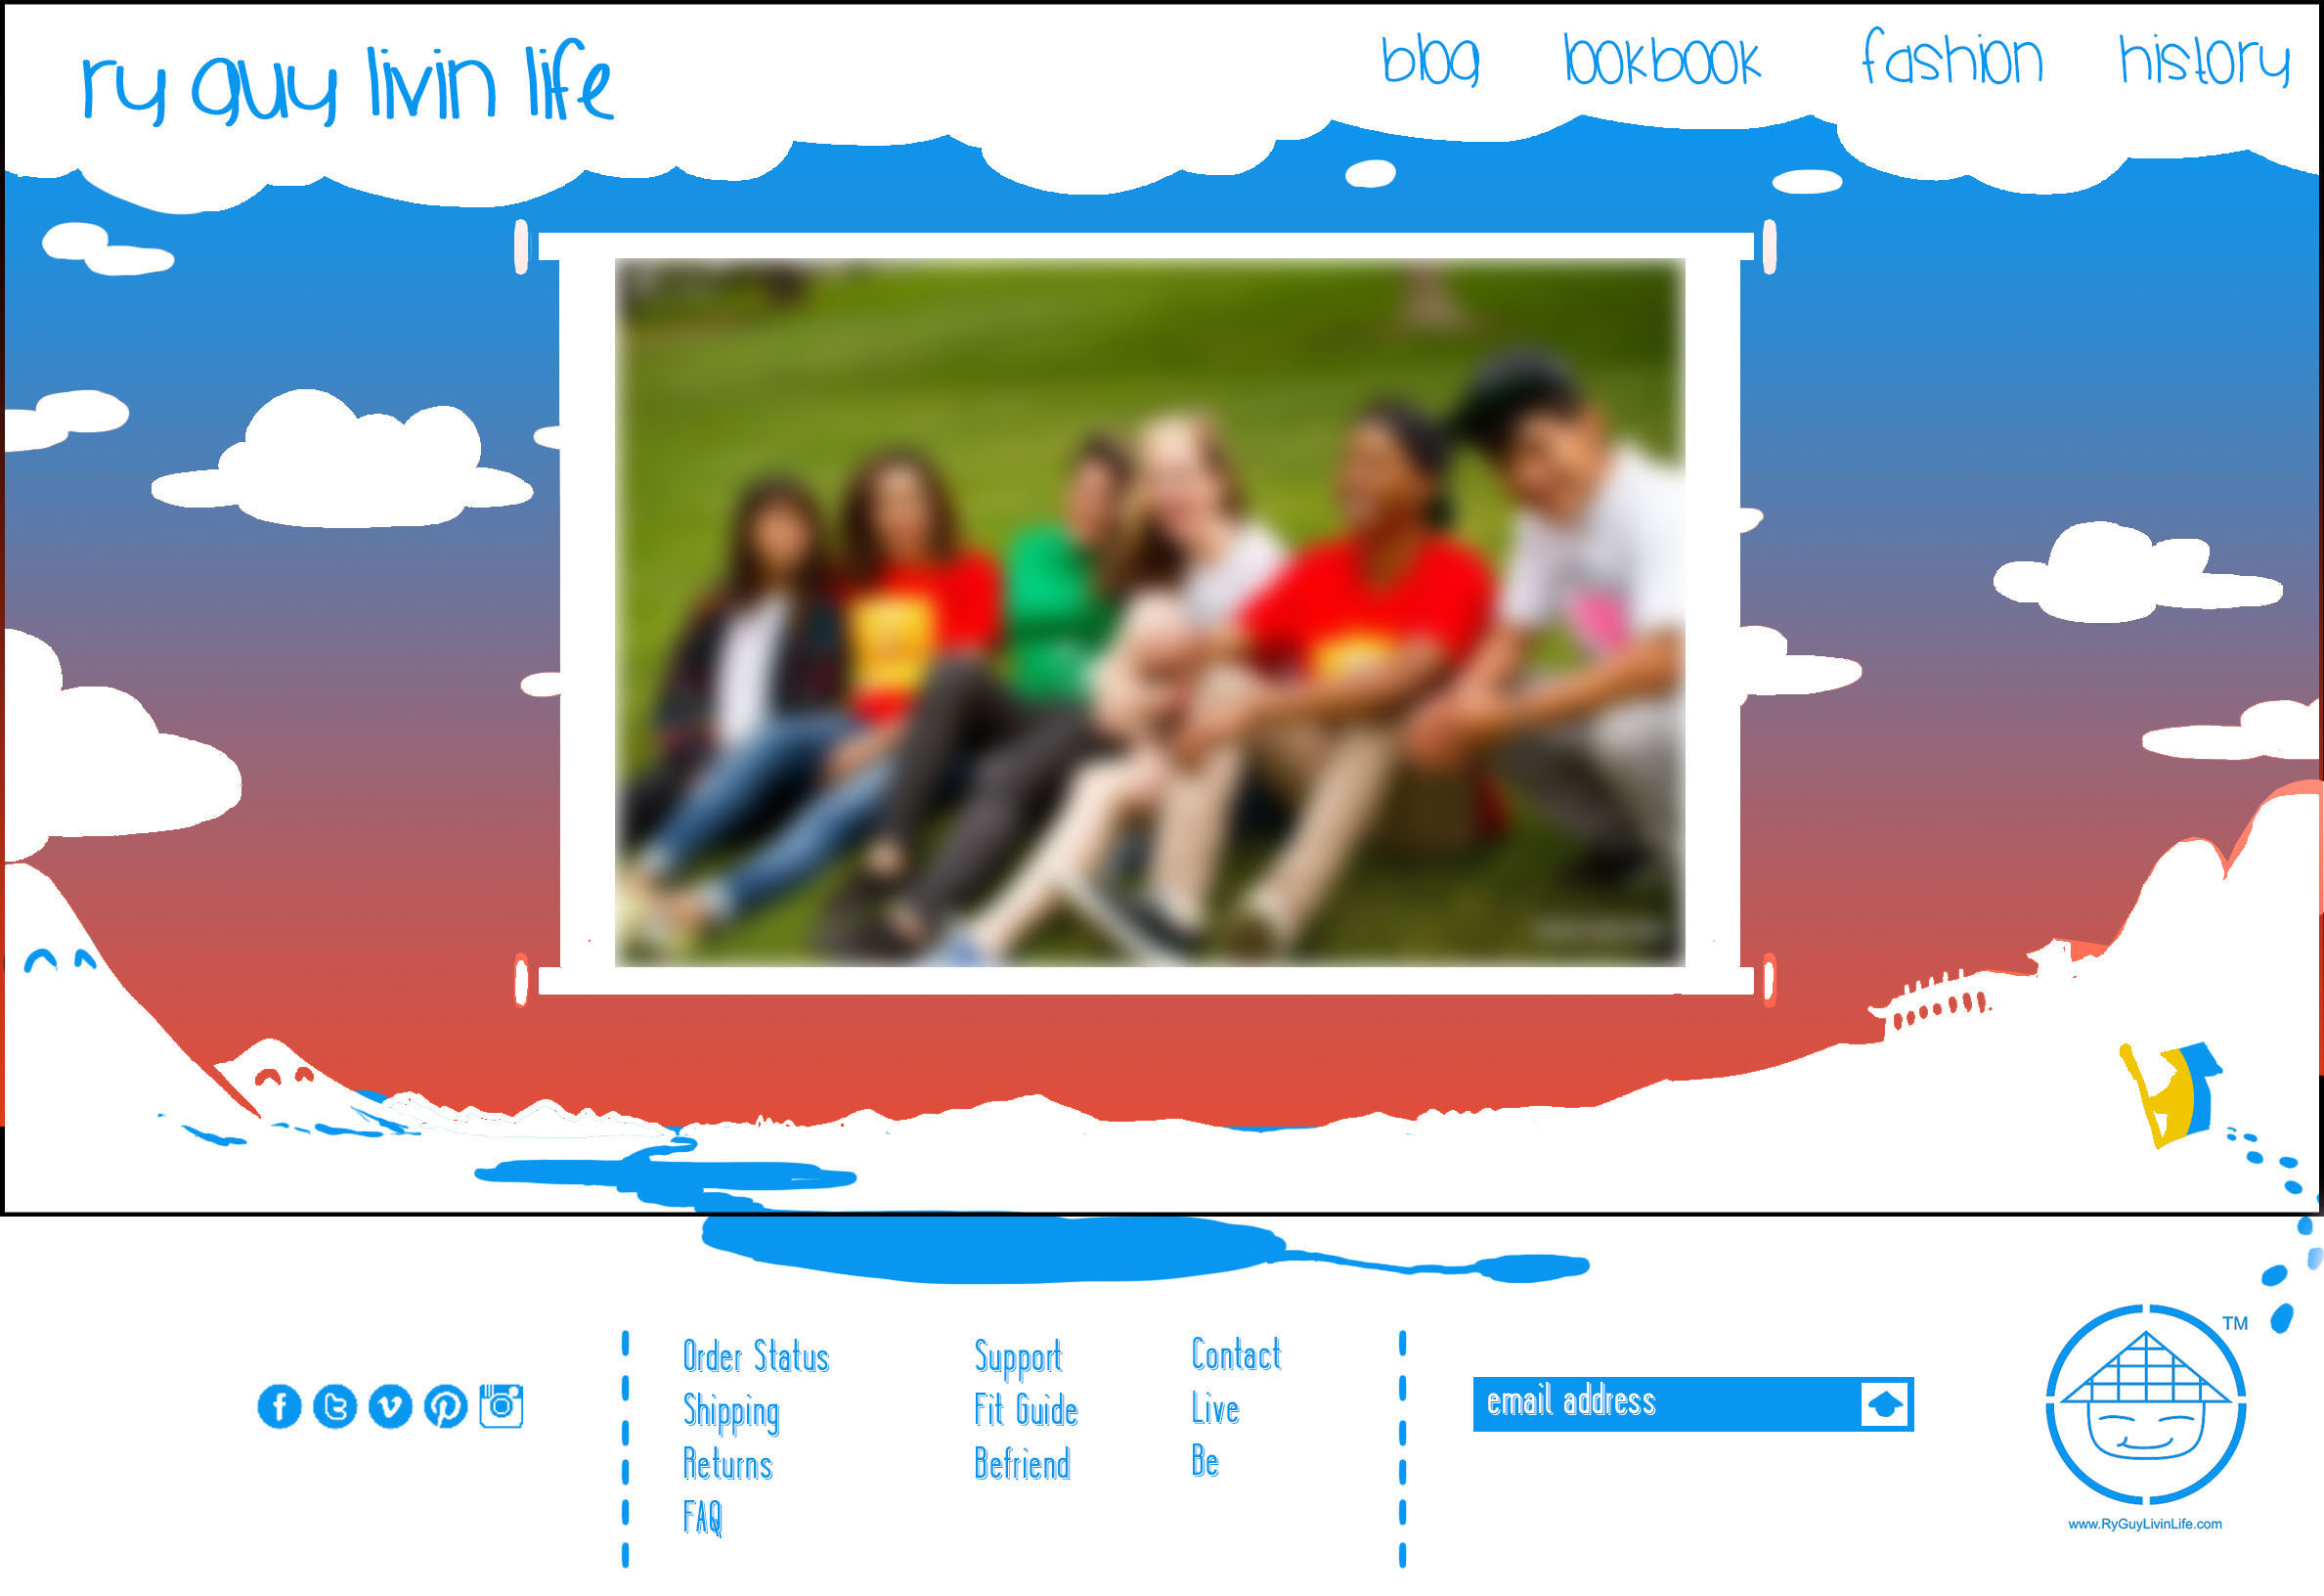 ry guy livin life
blog
lookbook
fashion
history
Order Status
Shipping
Returns
FAQ
Support
Fit Guide
Befriend
Contact
Live
Be
email address
TM
www.RyGuyLivinLife.com